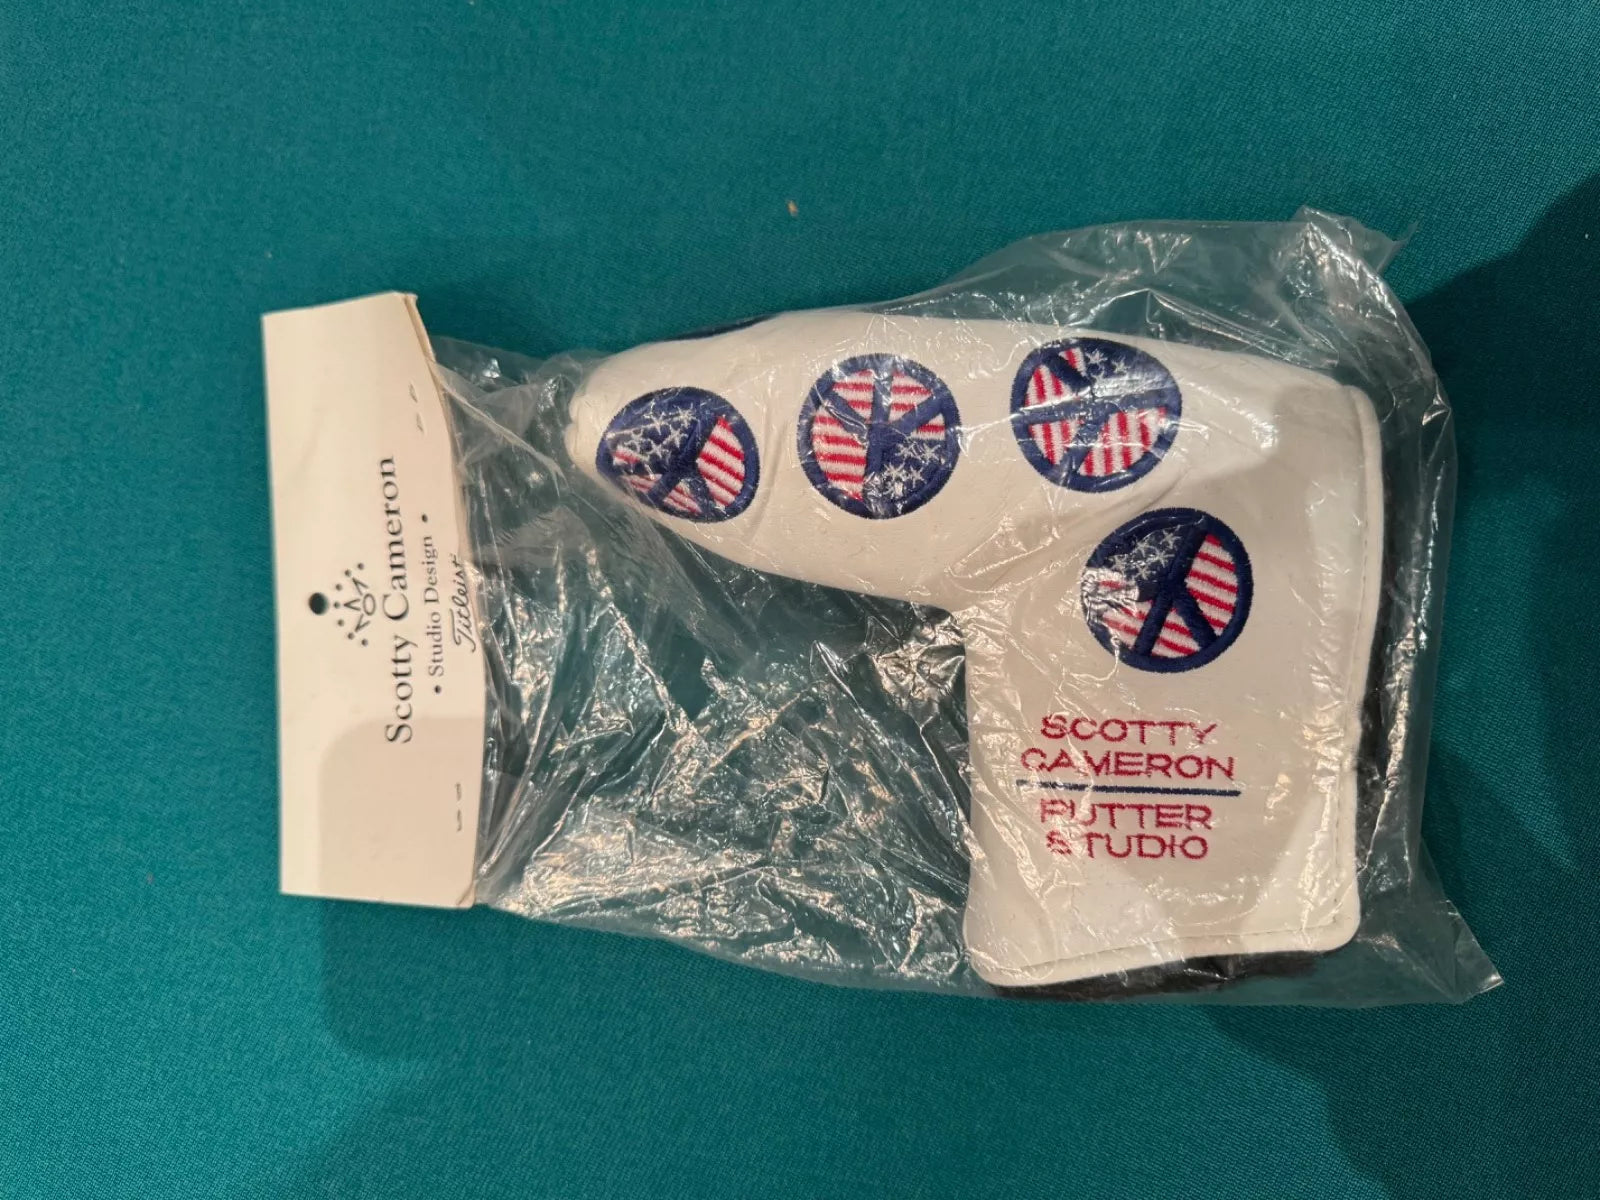 Scotty Cameron
• Studio Design •
Titleist
SCOTTY
CAMERON
PUTTER
STUDIO